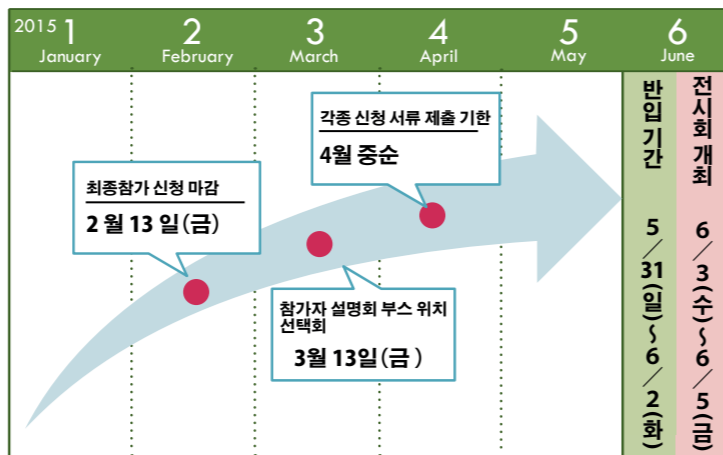 2015 1 2 3 4 5 6
January February March April May June
각종 신청 서류 제출 기한
4월 중순
최종참가 신청 마감
2 월 13 일(금)
참가자 설명회 부스 위치
선택회
3월 13일(금 )
반입 기간 5/31(일)~6/2(화)
전시회 개최 6/3(수)~6/5(금)